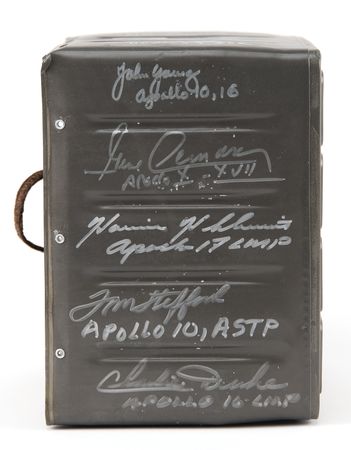 John Young
Apollo 10, 16
Gene Cernan
Apollo X & XVII
Harrison H Schmitt
Apollo 17 LMP
Tom Stafford
APOLLO 10, ASTP
Charlie Duke
APOLLO 16 LMP